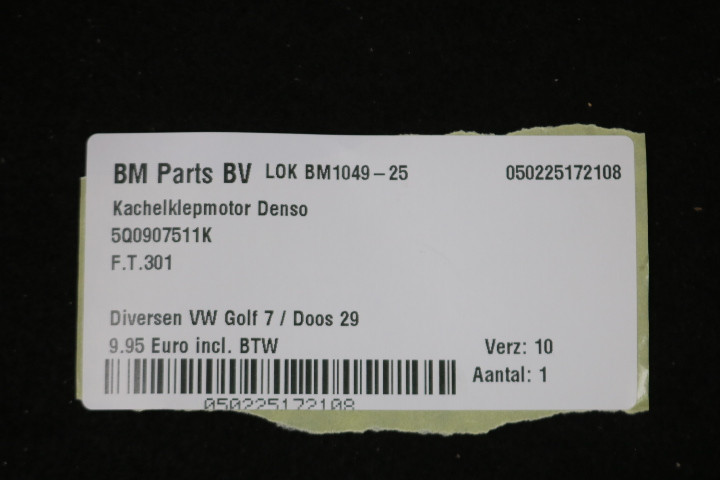 BM Parts BV LOK BM1049-25 050225172108
Kachelklepmotor Denso
5Q0907511K
F.T.301
Diversen VW Golf 7 / Doos 29
9.95 Euro incl. BTW Verz: 10
Aantal: 1
050225172108